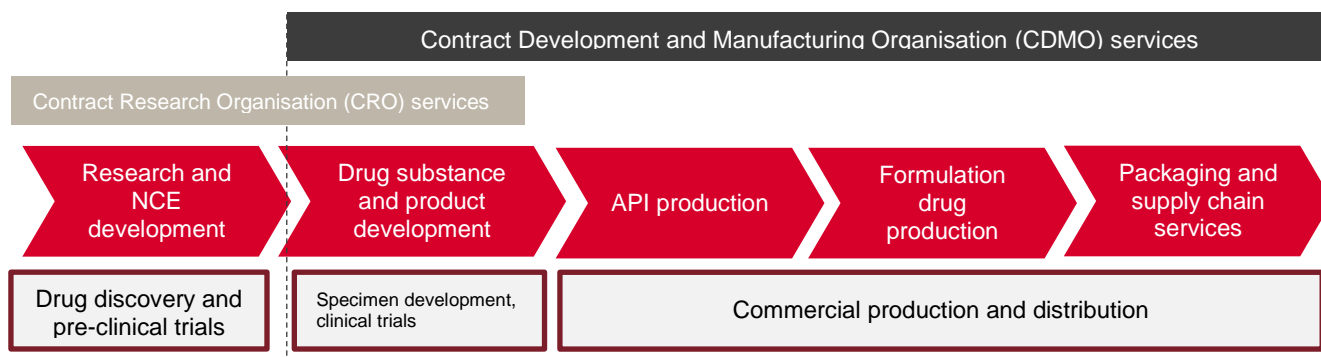 Contract Development and Manufacturing Organisation (CDMO) services
Contract Research Organisation (CRO) services
Research and
NCE
development
Drug substance
and product
development
API production
Formulation
drug
production
Packaging and
supply chain
services
Drug discovery and
pre-clinical trials
Specimen development,
clinical trials
Commercial production and distribution